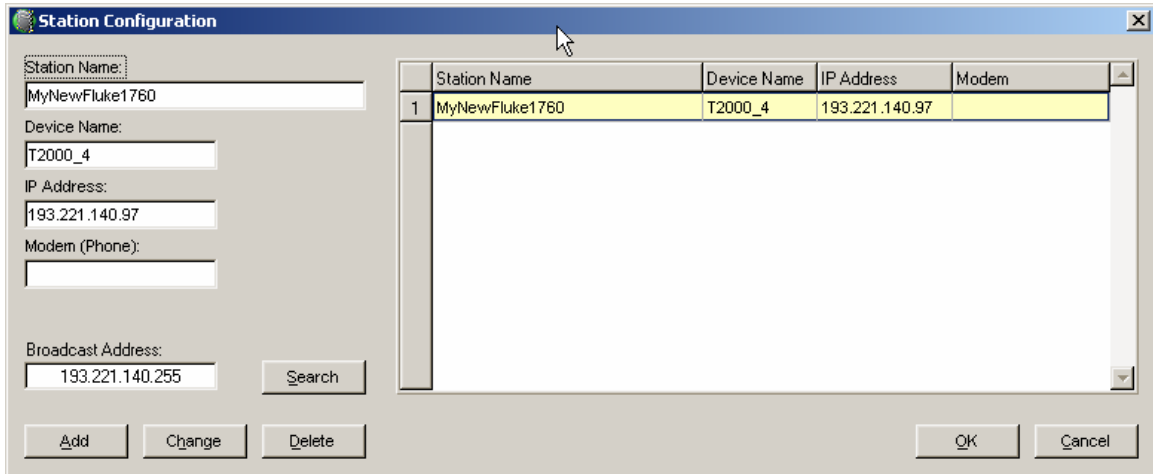 Station Configuration
Station Name:
MyNewFluke1760
Device Name:
T2000_4
IP Address:
193.221.140.97
Modem (Phone):
Broadcast Address:
193.221.140.255
Search
Add Change Delete
Station Name Device Name IP Address Modem
1 MyNewFluke1760 T2000_4 193.221.140.97
OK Cancel